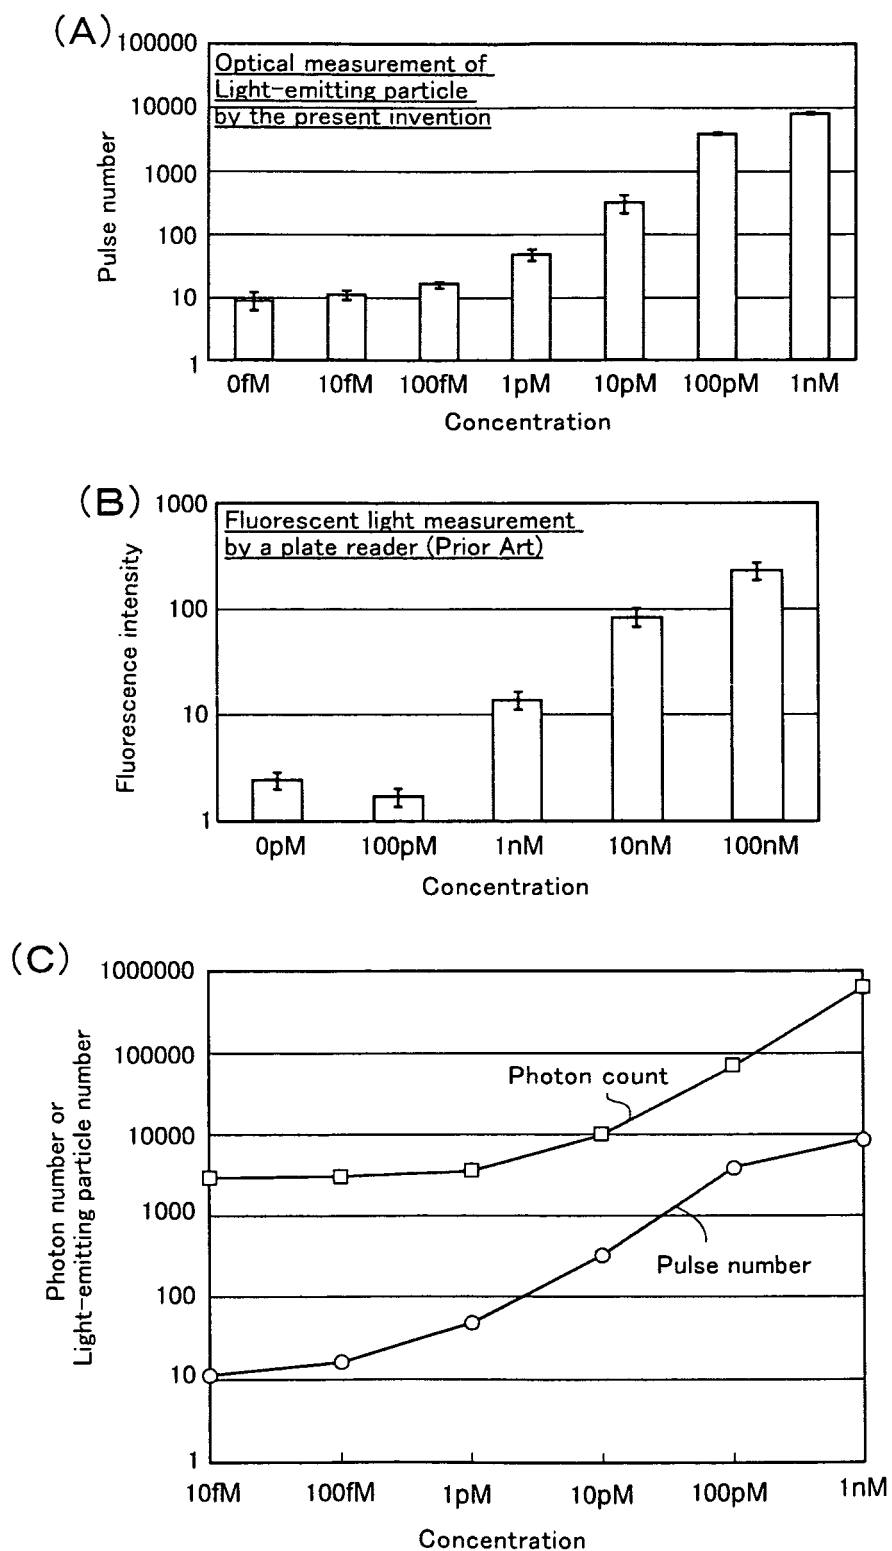 (A)
100000
10000
1000
100
10
1
Pulse number
Optical measurement of
Light-emitting particle
by the present invention
0fM 10fM 100fM 1pM 10pM 100pM 1nM
Concentration
(B)
1000
100
10
1
Fluorescence intensity
Fluorescent light measurement
by a plate reader (Prior Art)
0pM 100pM 1nM 10nM 100nM
Concentration
(C)
1000000
100000
10000
1000
100
10
1
Photon number or
Light-emitting particle number
Photon count
Pulse number
10fM 100fM 1pM 10pM 100pM 1nM
Concentration